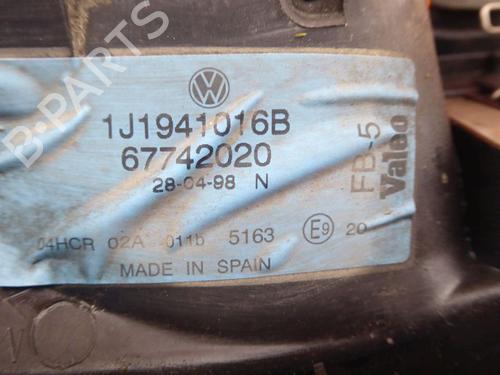 B-PARTS
1J1941016B
67742020
28-04-98 N
04HCR 02A 011b 5163 E9 20
MADE IN SPAIN
FB-5
Valeo